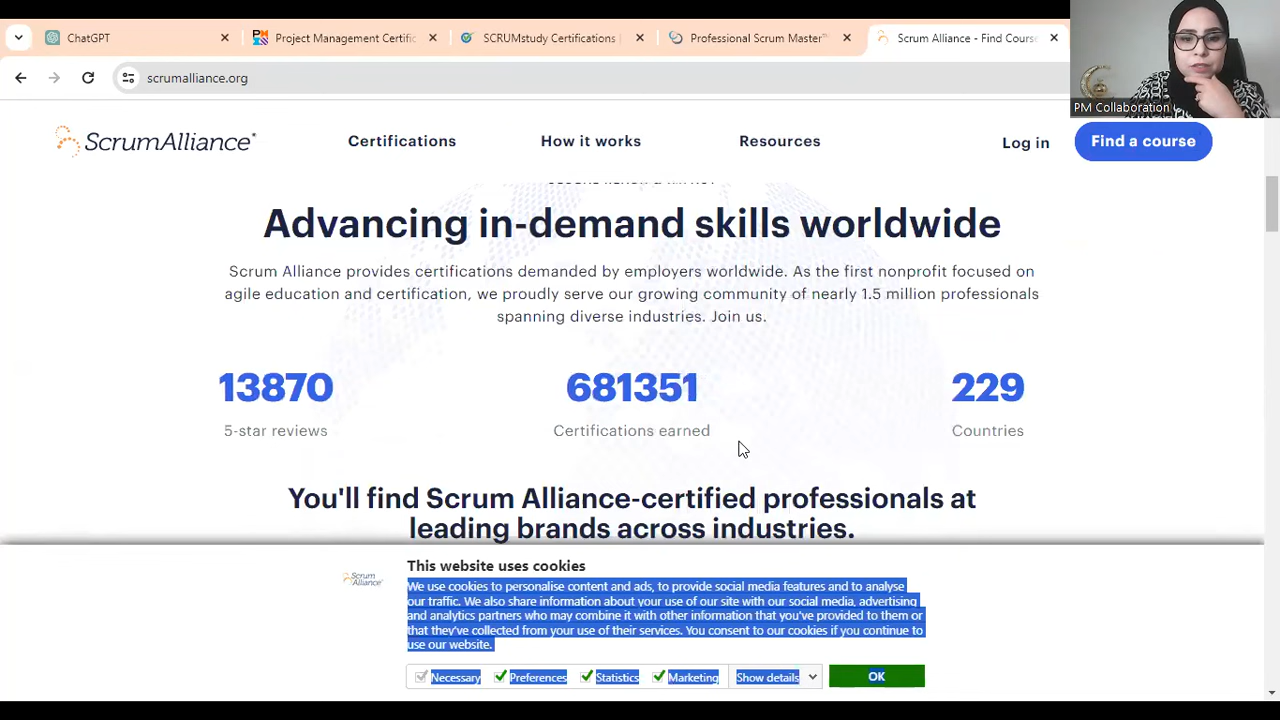 ChatGPT
Project Management Certific
SCRUMstudy Certifications |
Professional Scrum Master™
Scrum Alliance - Find Course
scrumalliance.org
PM Collaboration
ScrumAlliance
Certifications
How it works
Resources
Log in
Find a course
Advancing in-demand skills worldwide
Scrum Alliance provides certifications demanded by employers worldwide. As the first nonprofit focused on
agile education and certification, we proudly serve our growing community of nearly 1.5 million professionals
spanning diverse industries. Join us.
13870
681351
229
5-star reviews
Certifications earned
Countries
You'll find Scrum Alliance-certified professionals at
leading brands across industries.
This website uses cookies
Scrum
Alliance
We use cookies to personalise content and ads, to provide social media features and to analyse
our traffic. We also share information about your use of our site with our social media, advertising
and analytics partners who may combine it with other information that you've provided to them or
that they've collected from your use of their services. You consent to our cookies if you continue to
use our website.
Necessary
Preferences
Statistics
Marketing
Show details
OK